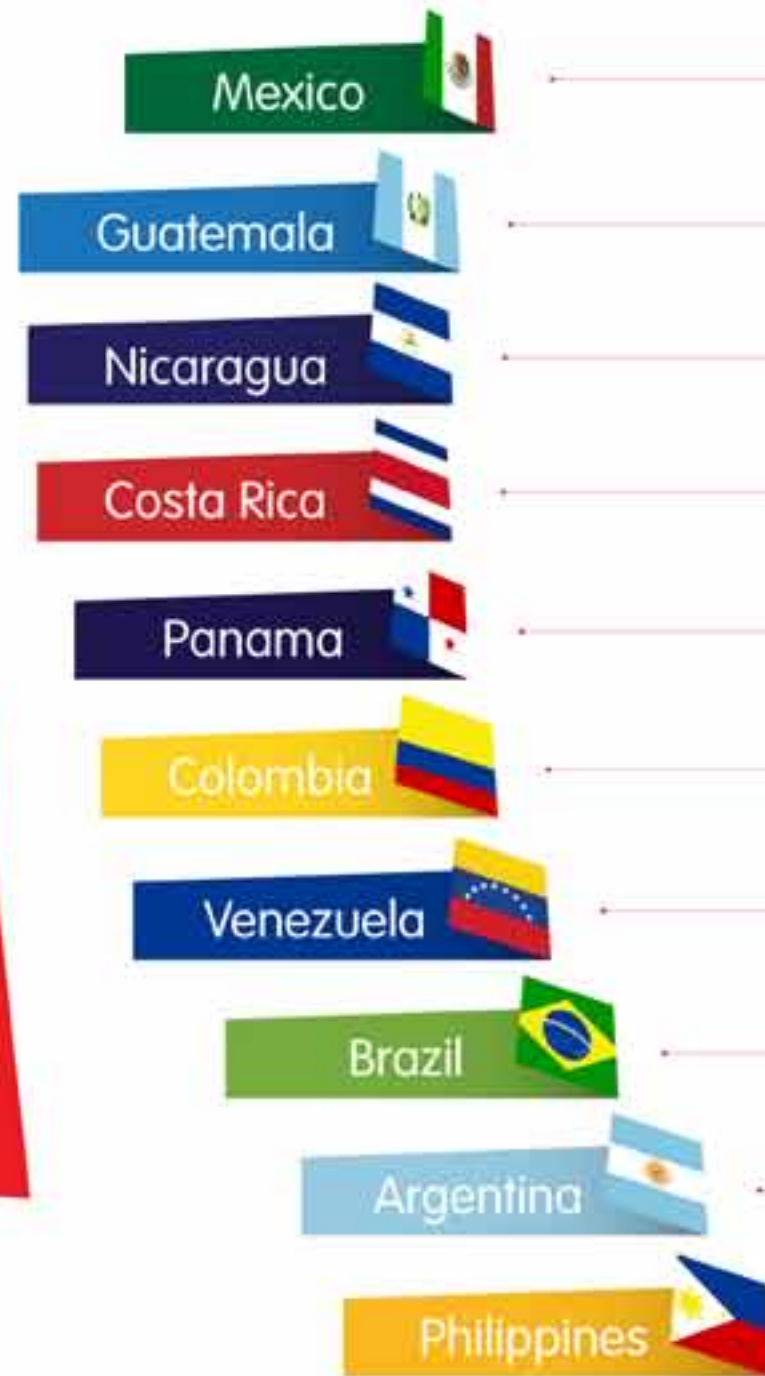 Mexico
Guatemala
Nicaragua
Costa Rica
Panama
Colombia
Venezuela
Brazil
Argentina
Philippines